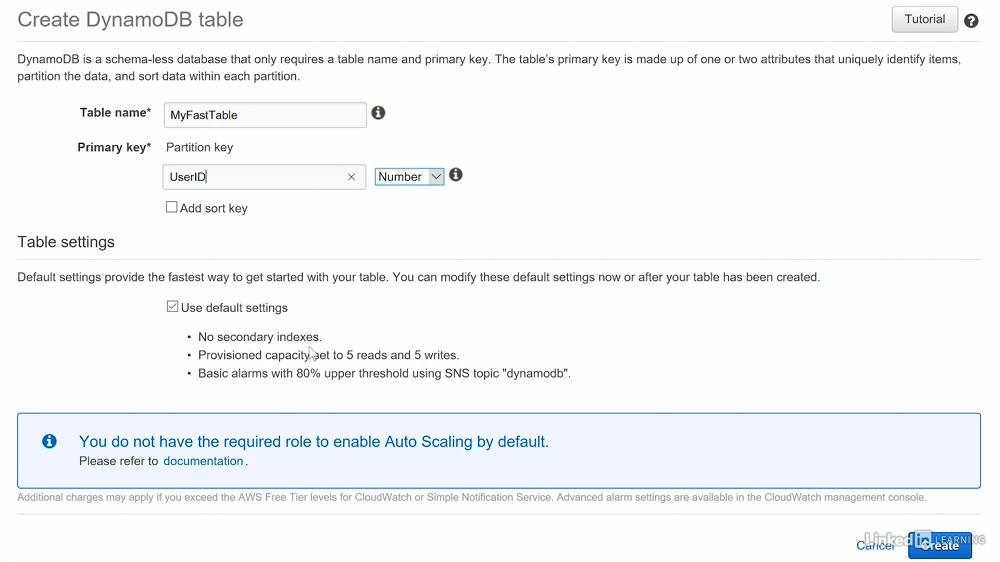 Create DynamoDB table
Tutorial
DynamoDB is a schema-less database that only requires a table name and primary key. The table's primary key is made up of one or two attributes that uniquely identify items,
partition the data, and sort data within each partition.
Table name* MyFastTable
Primary key* Partition key
UserID Number
Add sort key
Table settings
Default settings provide the fastest way to get started with your table. You can modify these default settings now or after your table has been created.
Use default settings
• No secondary indexes.
• Provisioned capacity set to 5 reads and 5 writes.
• Basic alarms with 80% upper threshold using SNS topic "dynamodb".
You do not have the required role to enable Auto Scaling by default.
Please refer to documentation.
Additional charges may apply if you exceed the AWS Free Tier levels for CloudWatch or Simple Notification Service. Advanced alarm settings are available in the CloudWatch management console.
Cancel Create
Linked in LEARNING